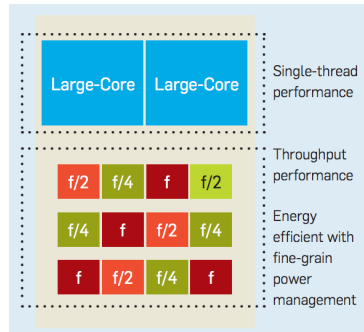 Large-Core Large-Core
Single-thread
performance
Throughput
performance
f/2 f/4 f f/2
f/4 f f/2 f/4
f f/2 f/4 f
Energy
efficient with
fine-grain
power
management